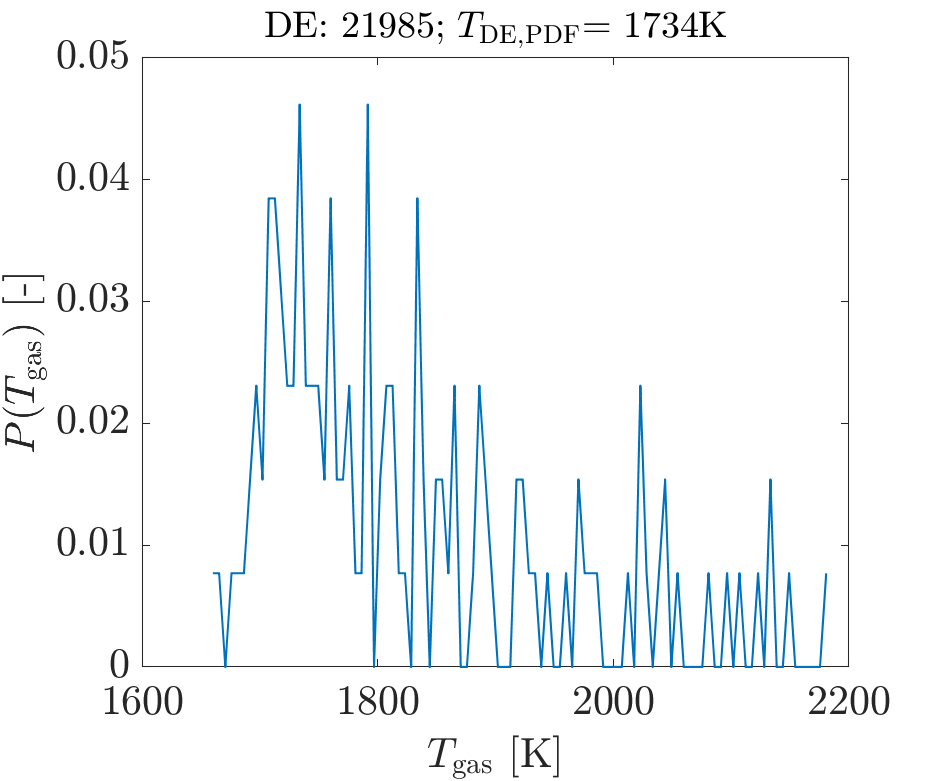 DE: 21985; T_DE,PDF= 1734K
0.05
0.04
0.03
0.02
0.01
0
P(T_gas) [-]
1600 1800 2000 2200
T_gas [K]